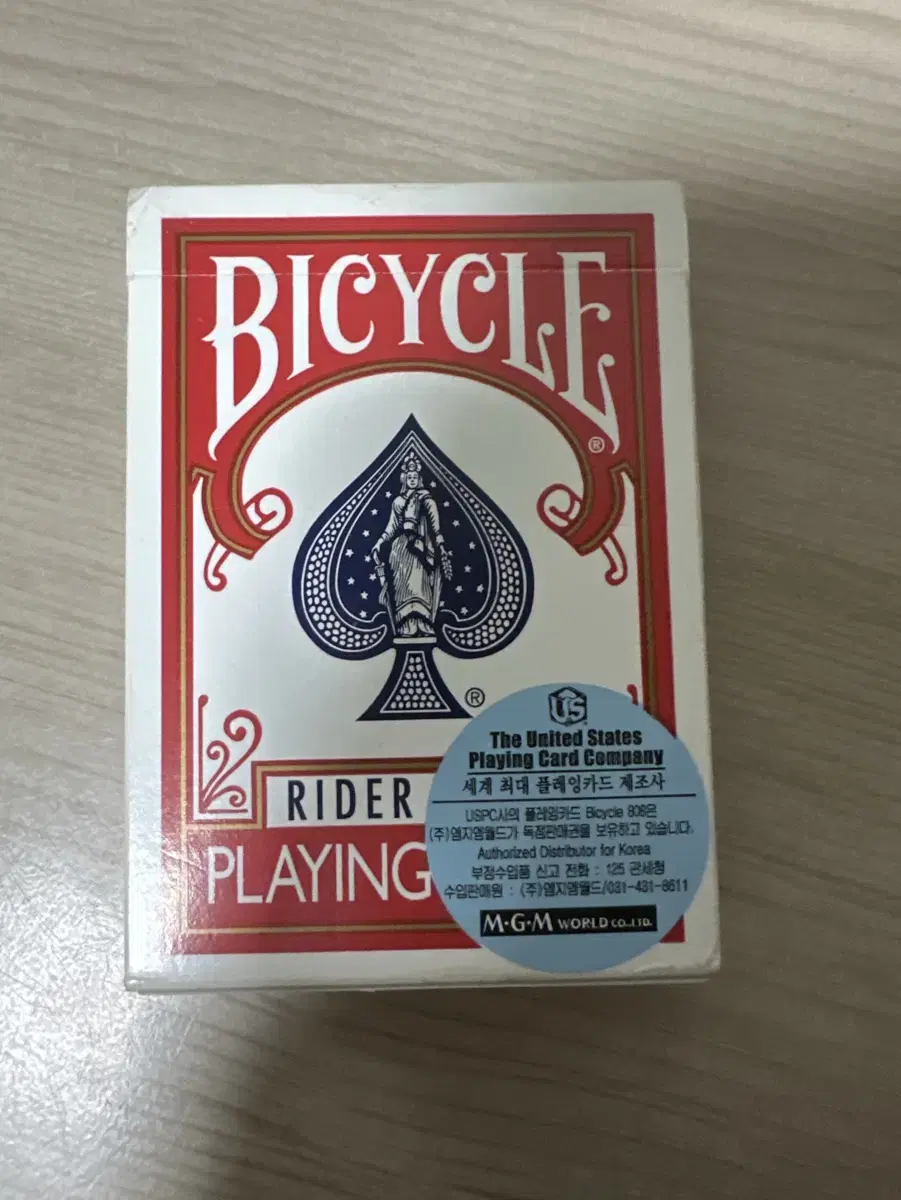 BICYCLE
®
®
RIDER
PLAYING
US
The United States
Playing Card Company
세계 최대 플레잉카드 제조사
USPC사의 플레잉카드 Bicycle 808은
(주)엠지엠월드가 독점판매권을 보유하고 있습니다.
Authorized Distributor for Korea
부정수입품 신고 전화 : 125 관세청
수입판매원 : (주)엠지엠월드/031-431-8611
M·G·M WORLD CO.,LTD.